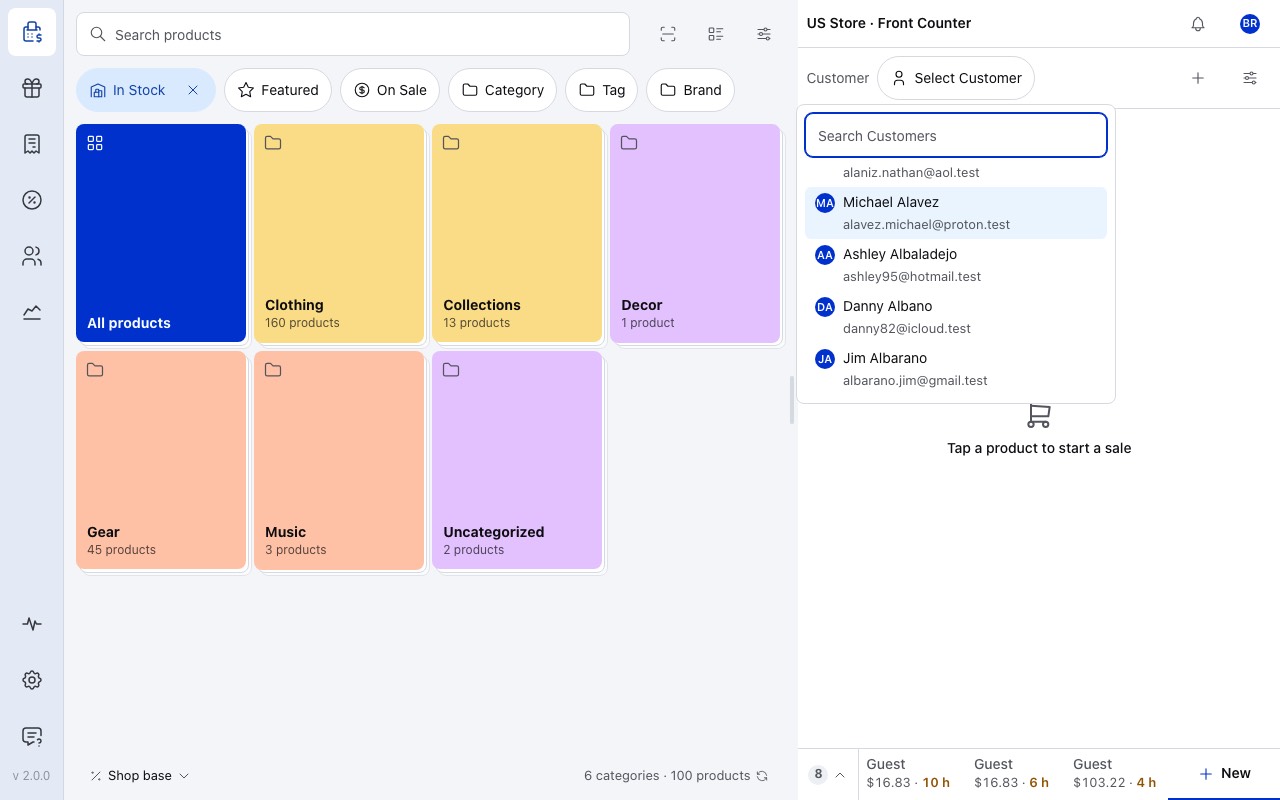 Search products
In Stock
Featured
On Sale
Category
Tag
Brand
All products
Clothing
160 products
Collections
13 products
Decor
1 product
Gear
45 products
Music
3 products
Uncategorized
2 products
v 2.0.0
Shop base
6 categories · 100 products
US Store · Front Counter
BR
Customer
Select Customer
Search Customers
alaniz.nathan@aol.test
MA
Michael Alavez
alavez.michael@proton.test
AA
Ashley Albaladejo
ashley95@hotmail.test
DA
Danny Albano
danny82@icloud.test
JA
Jim Albarano
albarano.jim@gmail.test
Tap a product to start a sale
8
Guest
$16.83 · 10 h
Guest
$16.83 · 6 h
Guest
$103.22 · 4 h
New